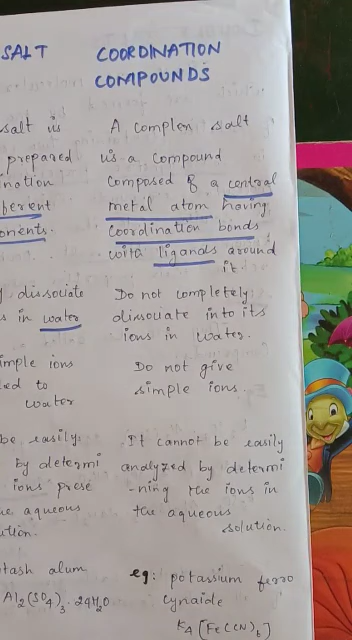 SALT COORDINATION
COMPOUNDS
salt is A complex salt
prepared is a compound
ination Composed of a central
ferent metal atom having
onents. Coordination bonds
with ligands around
it.
y dissociate Do not completely
s in water dissociate into its
ions in water.
imple ions Do not give
ed to simple ions.
water
be easily It cannot be easily
by determi analyzed by determi
ions prese -ning the ions in
e aqueous the aqueous
ution. solution.
tash alum eg: potassium ferro
Al2(SO4)3. 24H2O cynaide
K4[Fe(CN)6]